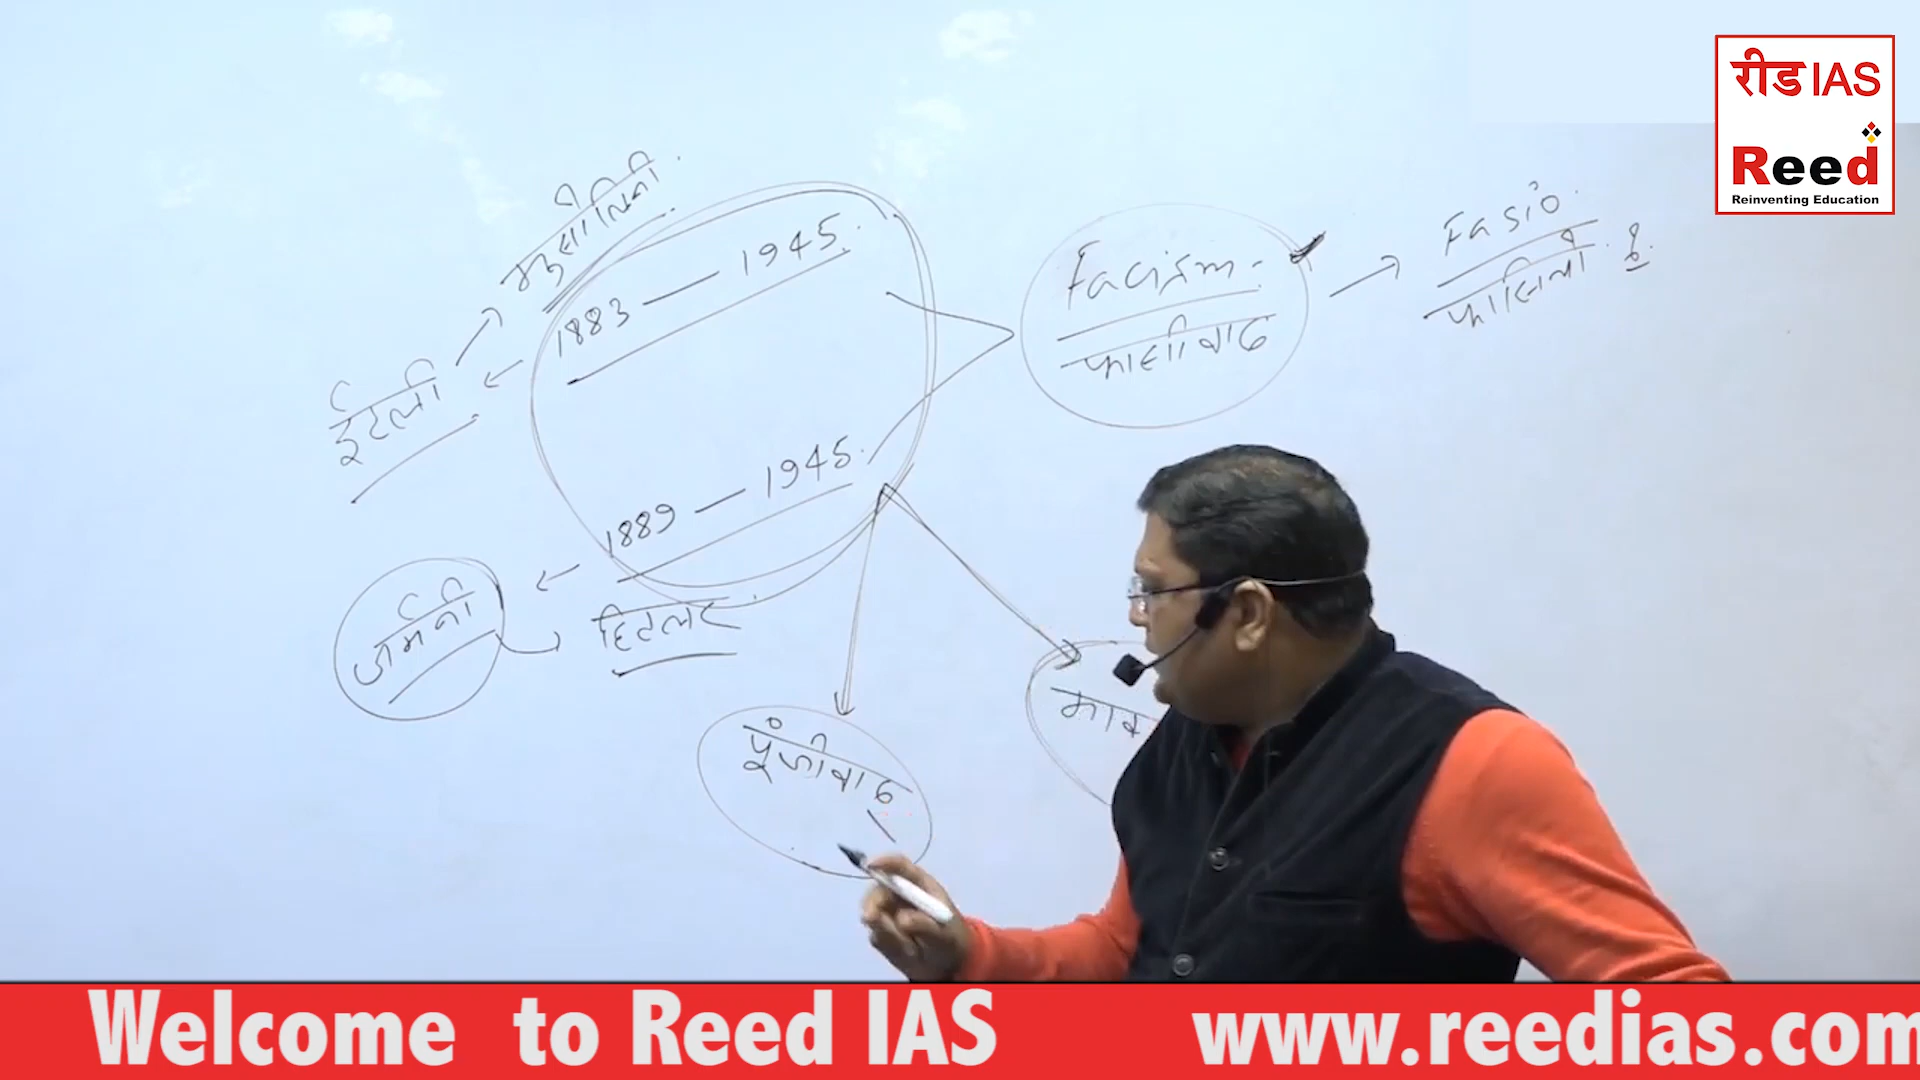 रीड IAS
Reed
Reinventing Education
मुसोलिनी
1883 — 1945
इटली
Facism
फासीवाद
Fasio
फासियो
1889 — 1945
जर्मनी
हिटलर
पूंजीवाद
Welcome to Reed IAS
www.reedias.com